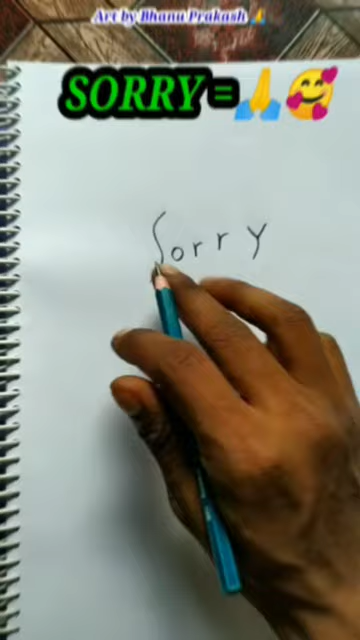 Art by Bhanu Prakash 🙏
SORRY = 🙏 🥰
Sorry